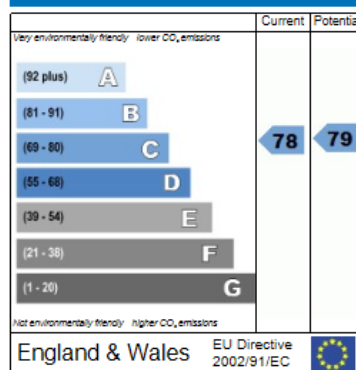 Current Potential
Very environmentally friendly lower CO₂ emissions
(92 plus) A
(81 - 91) B
(69 - 80) C
78 79
(55 - 68) D
(39 - 54) E
(21 - 38) F
(1 - 20) G
Not environmentally friendly higher CO₂ emissions
England & Wales
EU Directive
2002/91/EC